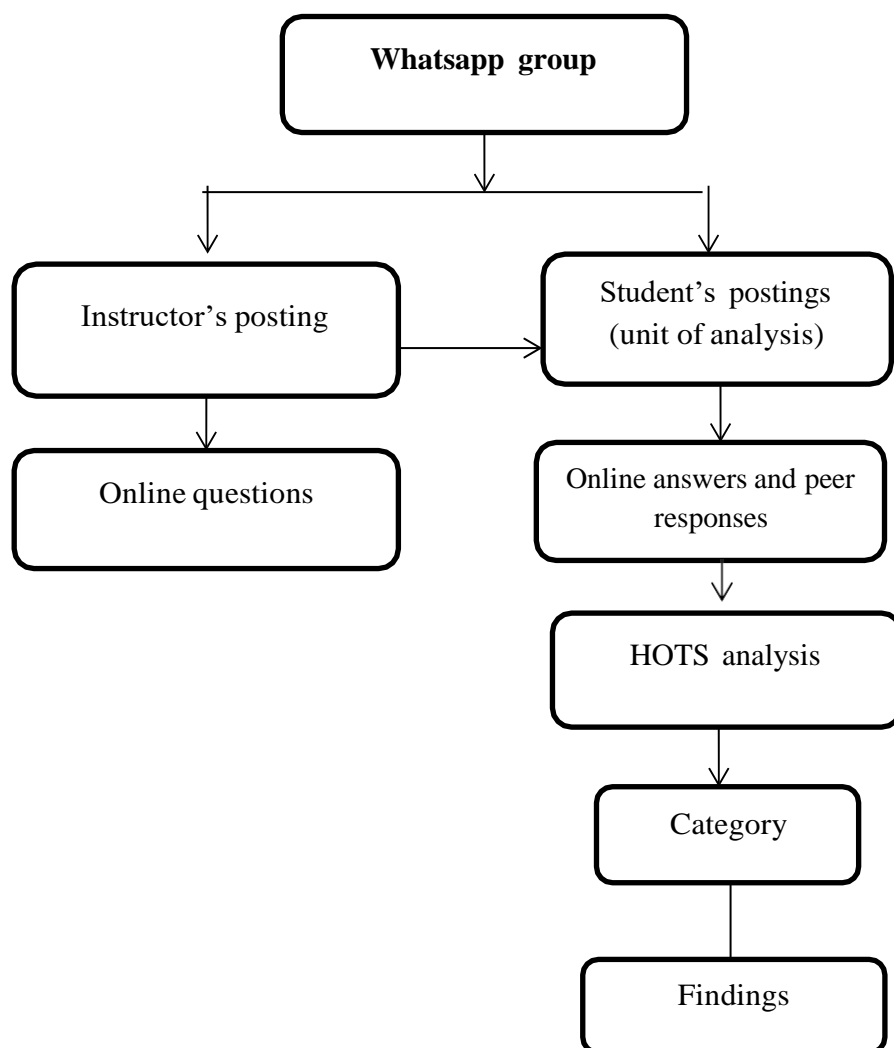 Whatsapp group
Instructor’s posting
Student’s postings
(unit of analysis)
Online questions
Online answers and peer
responses
HOTS analysis
Category
Findings